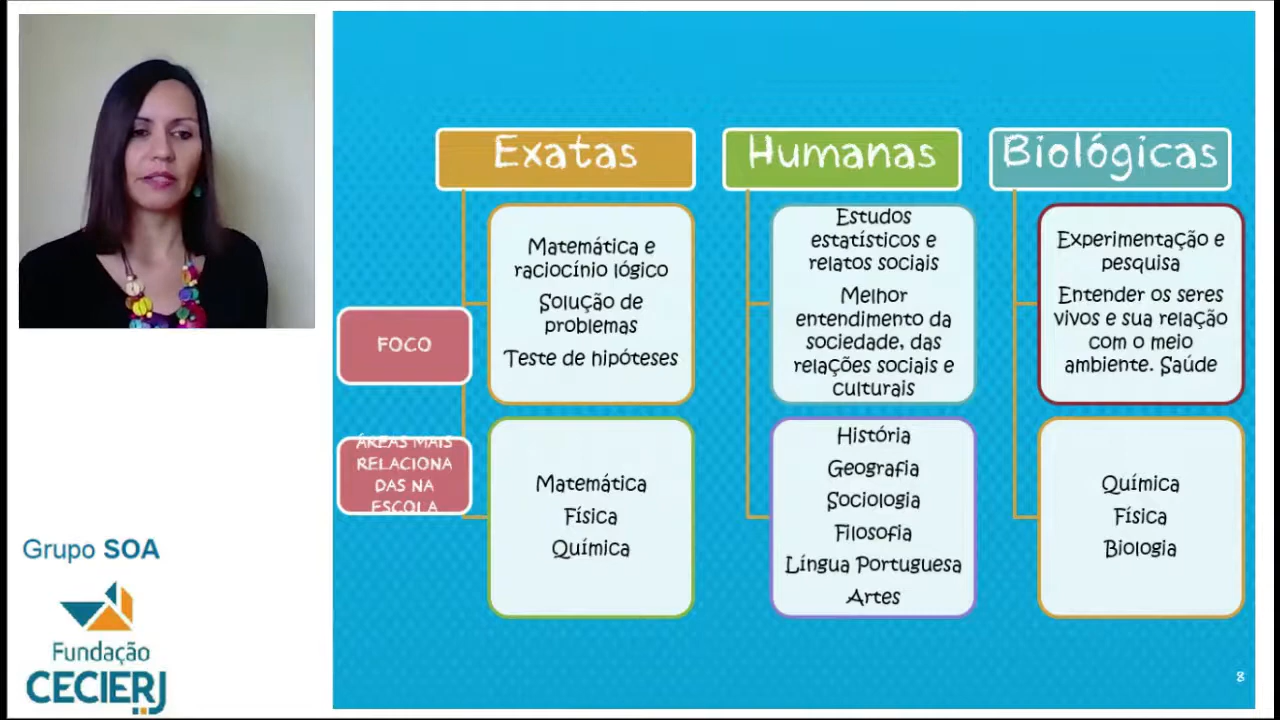 Exatas
Humanas
Biológicas
FOCO
Matemática e
raciocínio lógico
Solução de
problemas
Teste de hipóteses
Estudos
estatísticos e
relatos sociais
Melhor
entendimento da
sociedade, das
relações sociais e
culturais
Experimentação e
pesquisa
Entender os seres
vivos e sua relação
com o meio
ambiente. Saúde
ÁREAS MAIS
RELACIONA
DAS NA
ESCOLA
Matemática
Física
Química
História
Geografia
Sociologia
Filosofia
Língua Portuguesa
Artes
Química
Física
Biologia
Grupo SOA
Fundação
CECIERJ
8